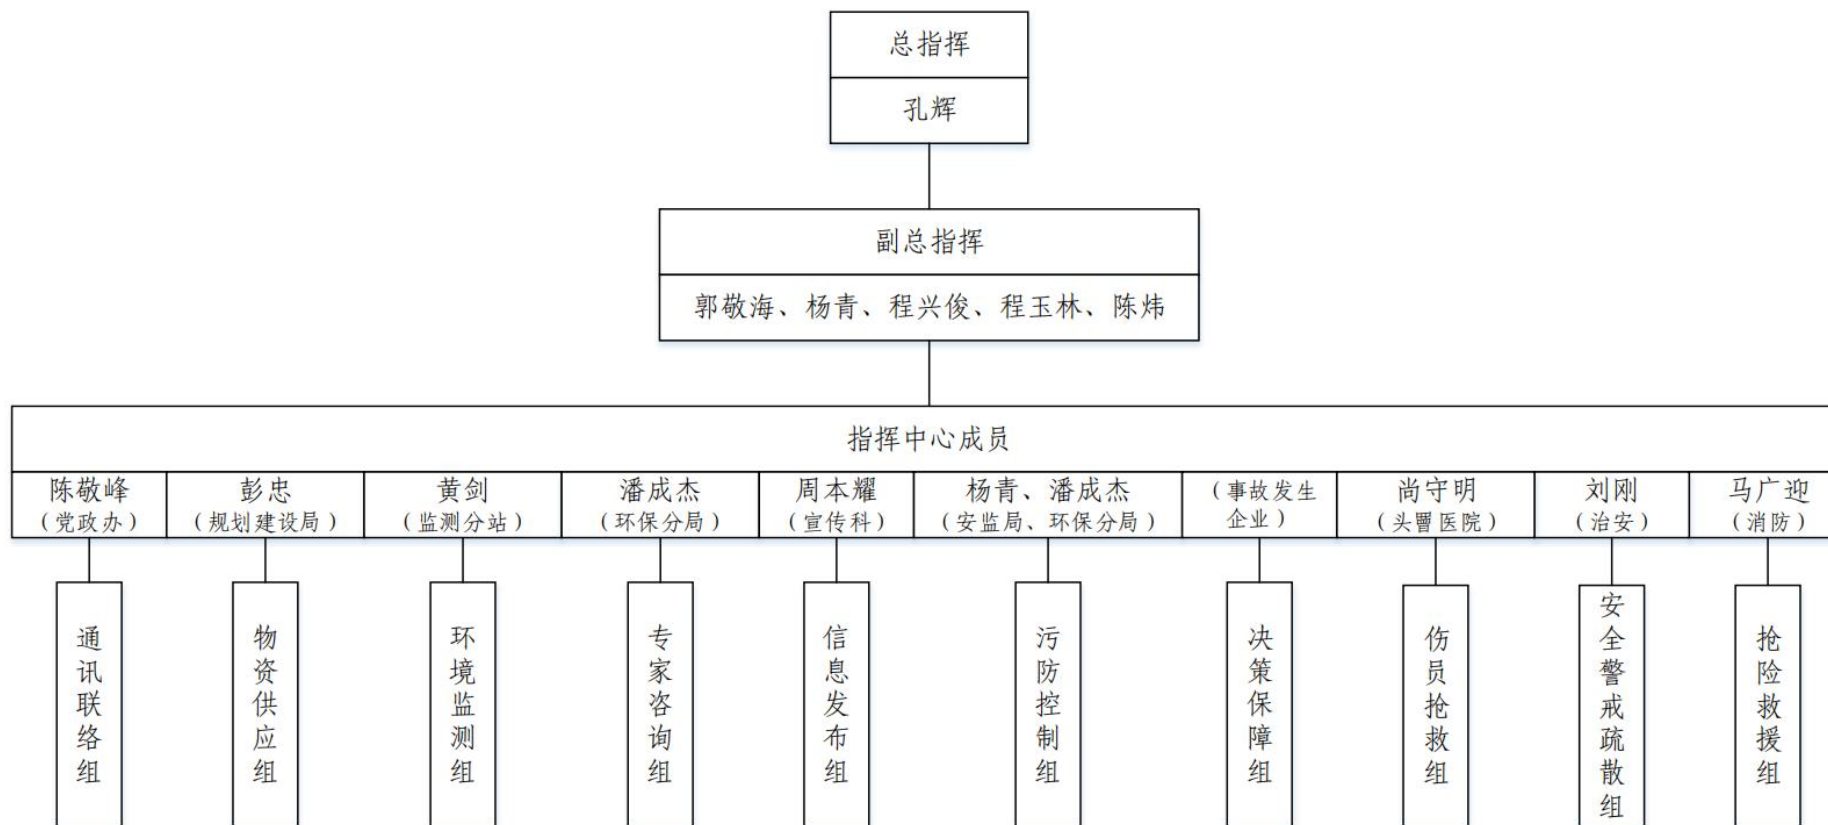 总指挥
孔辉
副总指挥
郭敬海、杨青、程兴俊、程玉林、陈炜
指挥中心成员
陈敬峰
（党政办）
彭忠
（规划建设局）
黄剑
（监测分站）
潘成杰
（环保分局）
周本耀
（宣传科）
杨青、潘成杰
（安监局、环保分局）
（事故发生
企业）
尚守明
（头罾医院）
刘刚
（治安）
马广迎
（消防）
通讯联络组
物资供应组
环境监测组
专家咨询组
信息发布组
污防控制组
决策保障组
伤员抢救组
安全警戒疏散组
抢险救援组